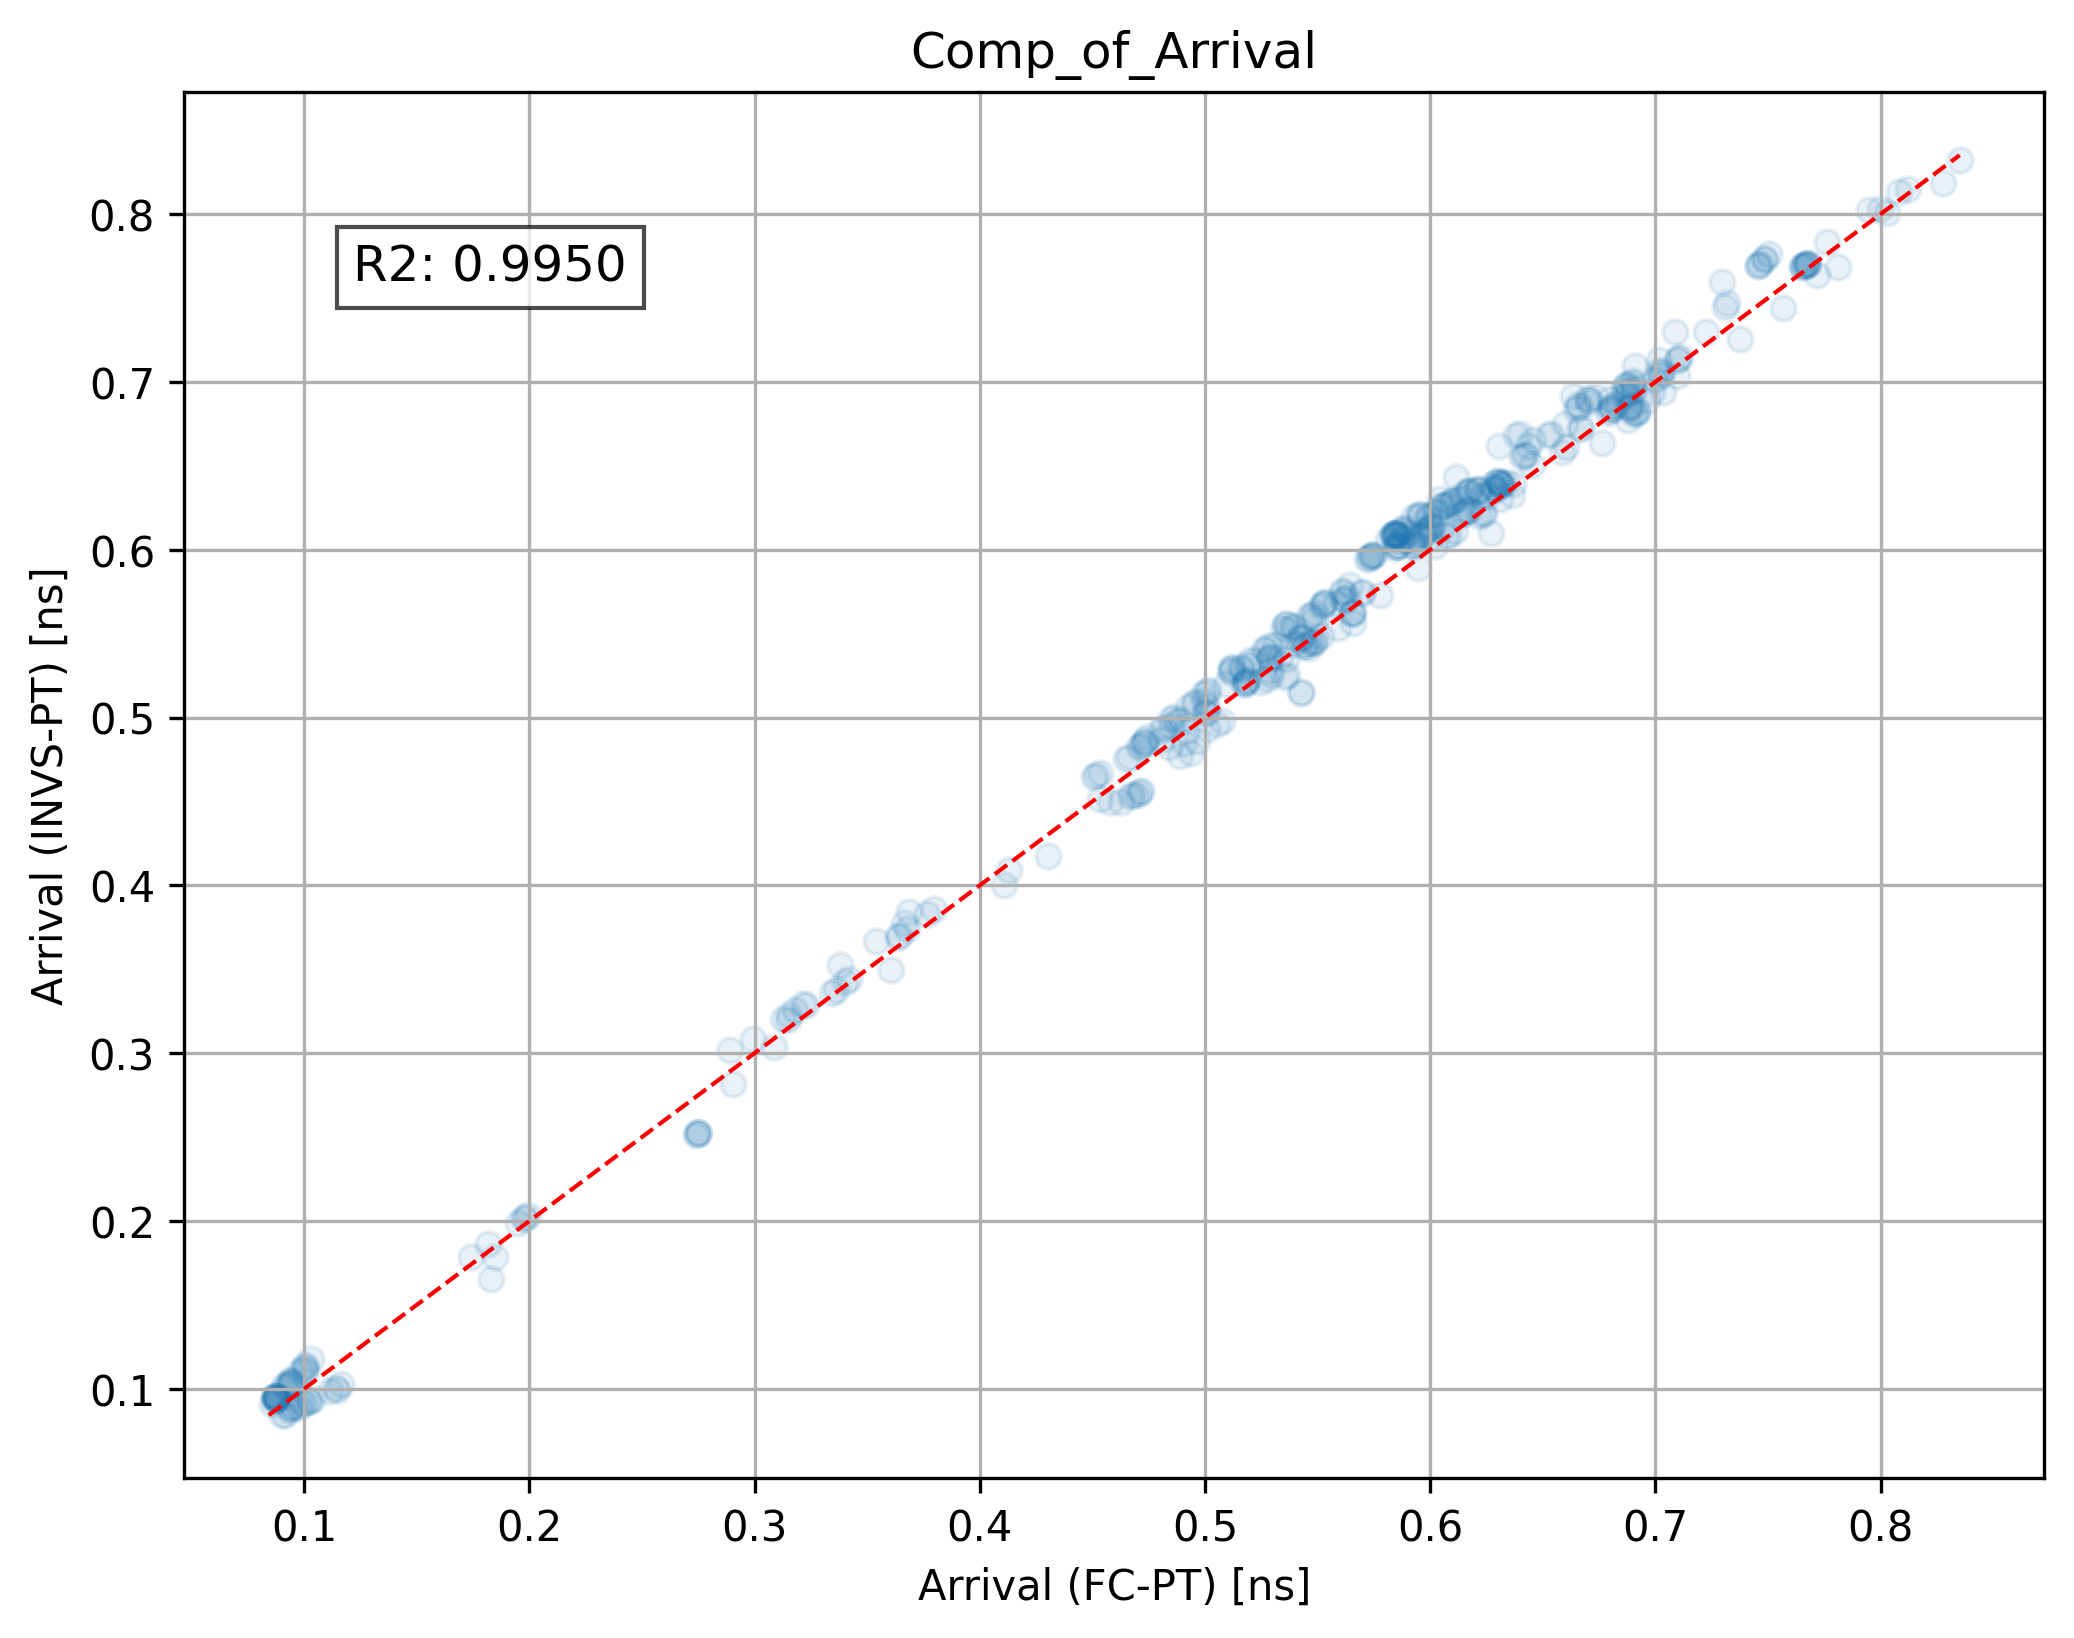 Comp_of_Arrival
R2: 0.9950
Arrival (INVS-PT) [ns]
0.8
0.7
0.6
0.5
0.4
0.3
0.2
0.1
0.1 0.2 0.3 0.4 0.5 0.6 0.7 0.8
Arrival (FC-PT) [ns]